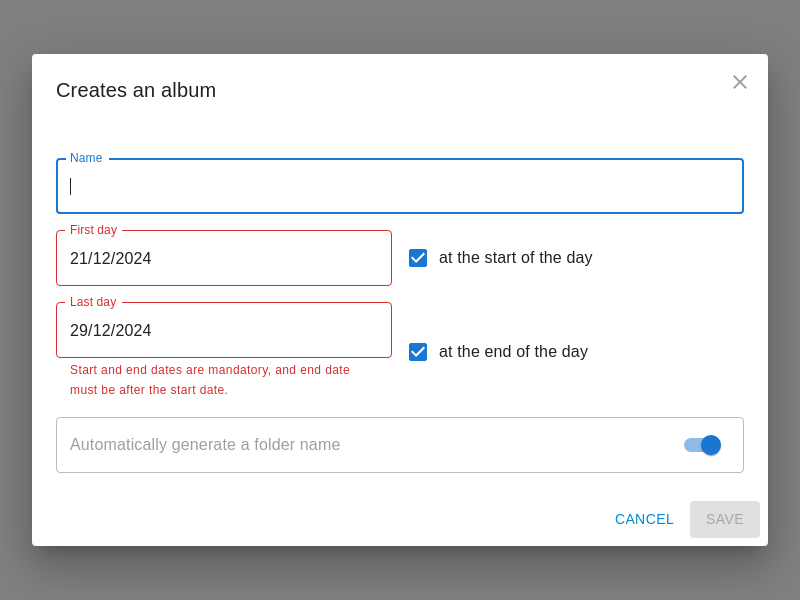 Creates an album
Name
First day
21/12/2024
at the start of the day
Last day
29/12/2024
at the end of the day
Start and end dates are mandatory, and end date
must be after the start date.
Automatically generate a folder name
CANCEL
SAVE